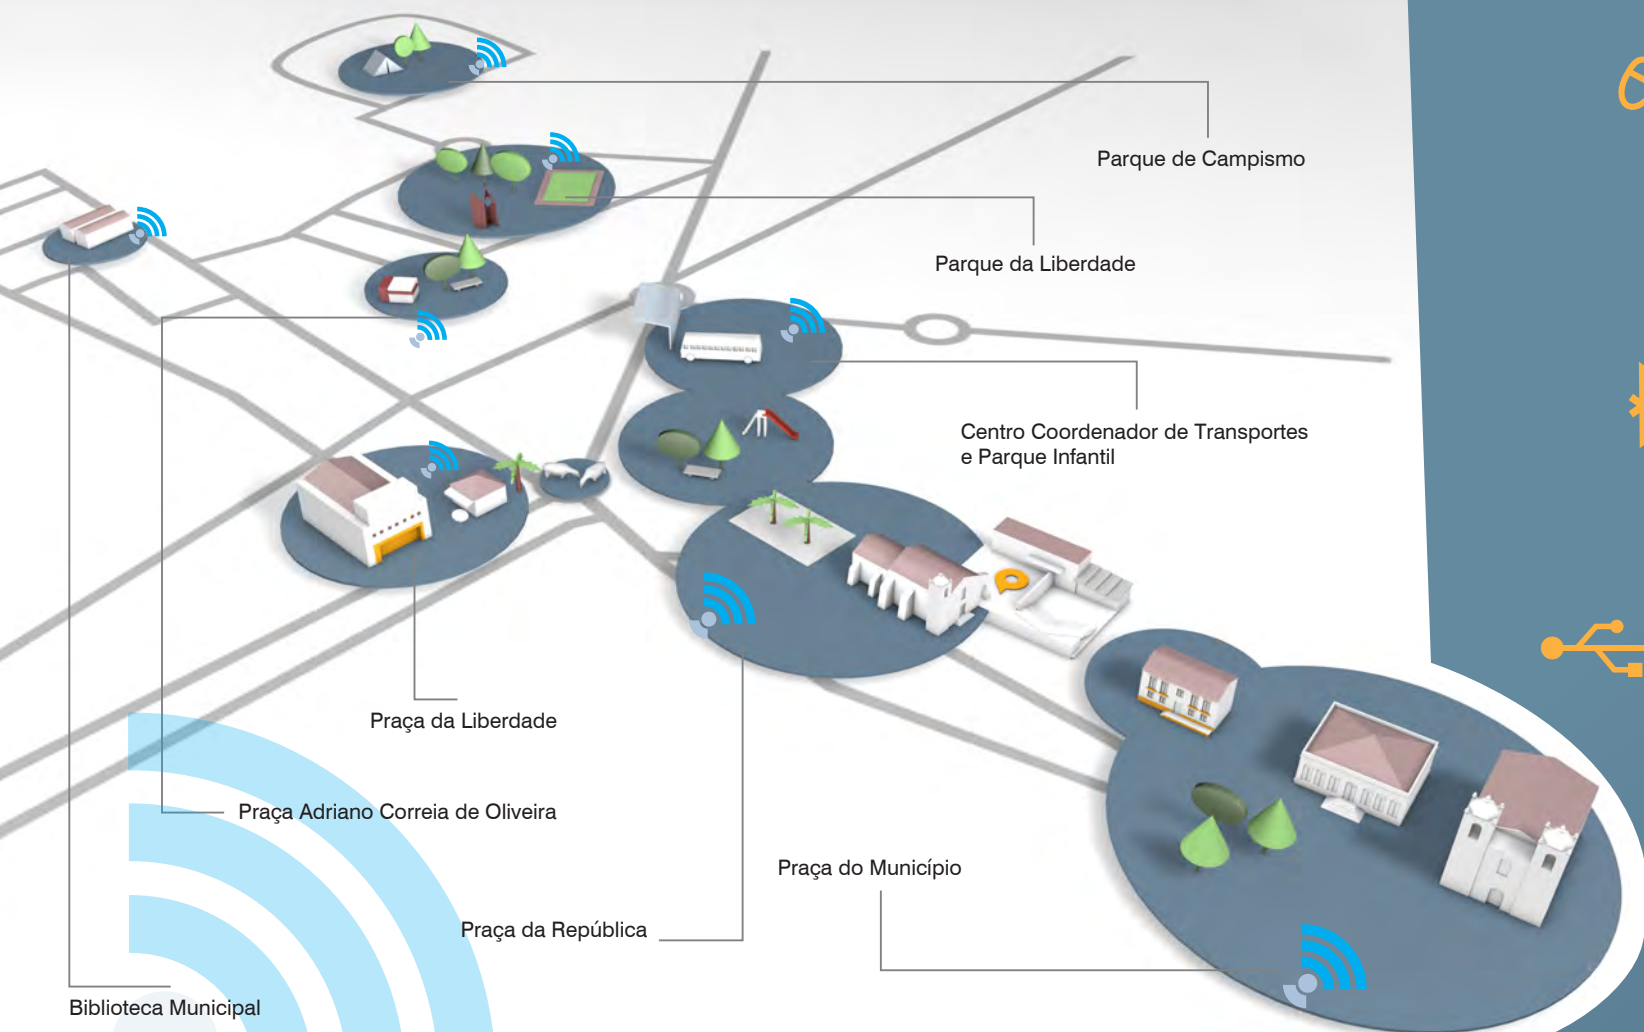 Parque de Campismo
Parque da Liberdade
Centro Coordenador de Transportes
e Parque Infantil
Praça da Liberdade
Praça Adriano Correia de Oliveira
Praça do Município
Praça da República
Biblioteca Municipal